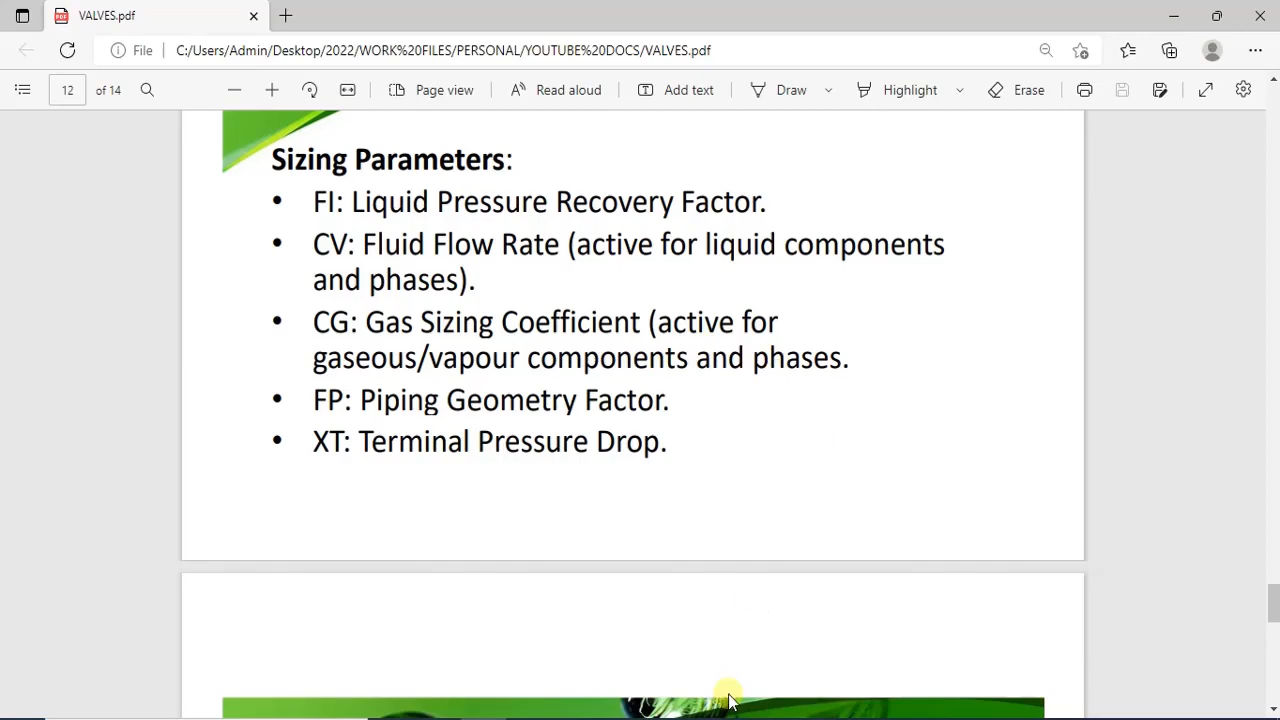 VALVES.pdf
File
C:/Users/Admin/Desktop/2022/WORK%20FILES/PERSONAL/YOUTUBE%20DOCS/VALVES.pdf
12 of 14
Page view
Read aloud
Add text
Draw
Highlight
Erase
Sizing Parameters:
• FI: Liquid Pressure Recovery Factor.
• CV: Fluid Flow Rate (active for liquid components
and phases).
• CG: Gas Sizing Coefficient (active for
gaseous/vapour components and phases.
• FP: Piping Geometry Factor.
• XT: Terminal Pressure Drop.